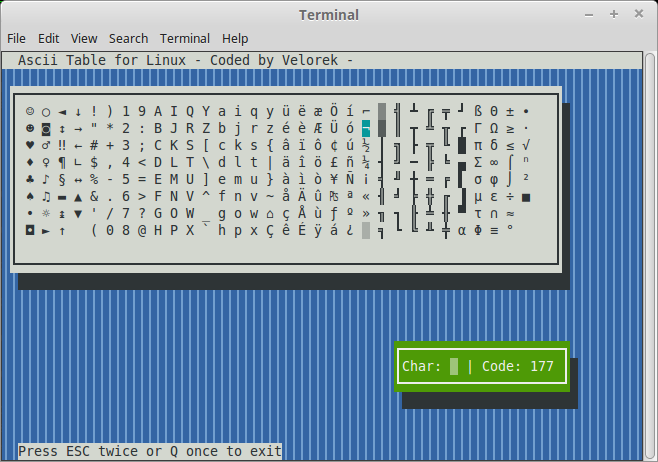 Terminal
File Edit View Search Terminal Help
Ascii Table for Linux - Coded by Velorek -
☺ ○ ◄ ↓ ! ) 1 9 A I Q Y a i q y ü ë æ Ö í ⌐ ▒ ╣ ┴ ╔ ╤ ┘ ß Θ ± •
☻ ◙ ↕ → " * 2 : B J R Z b j r z é è Æ Ü ó ¬ ▓ ║ ┬ ╩ ╥ ┌ Γ Ω ≥ ·
♥ ♂ ‼ ← # + 3 ; C K S [ c k s { â ï ô ¢ ú ½ │ ╗ ├ ╦ ╙ █ π δ ≤ √
♦ ♀ ¶ ∟ $ , 4 < D L T \ d l t | ä î ö £ ñ ¼ ┤ ╝ ─ ╠ ╘ ▄ Σ ∞ ⌠ ⁿ
♣ ♪ § ↔ % - 5 = E M U ] e m u } à ì ò ¥ Ñ ¡ ╡ ╜ ┼ ═ ╒ ▌ σ φ ⌡ ²
♠ ♫ ▬ ▲ & . 6 > F N V ^ f n v ~ å Ä û ₧ ª « ╢ ╛ ╞ ╬ ╓ ▐ µ ε ÷ ■
• ☼ ↨ ▼ ' / 7 ? G O W _ g o w ⌂ ç Å ù ƒ º » ╖ ┐ ╟ ╧ ╫ ▀ τ ∩ ≈
◘ ► ↑ ( 0 8 @ H P X ` h p x Ç ê É ÿ á ¿ ░ ╕ └ ╚ ╨ ╪ α Φ ≡ °
Char: ▒ | Code: 177
Press ESC twice or Q once to exit